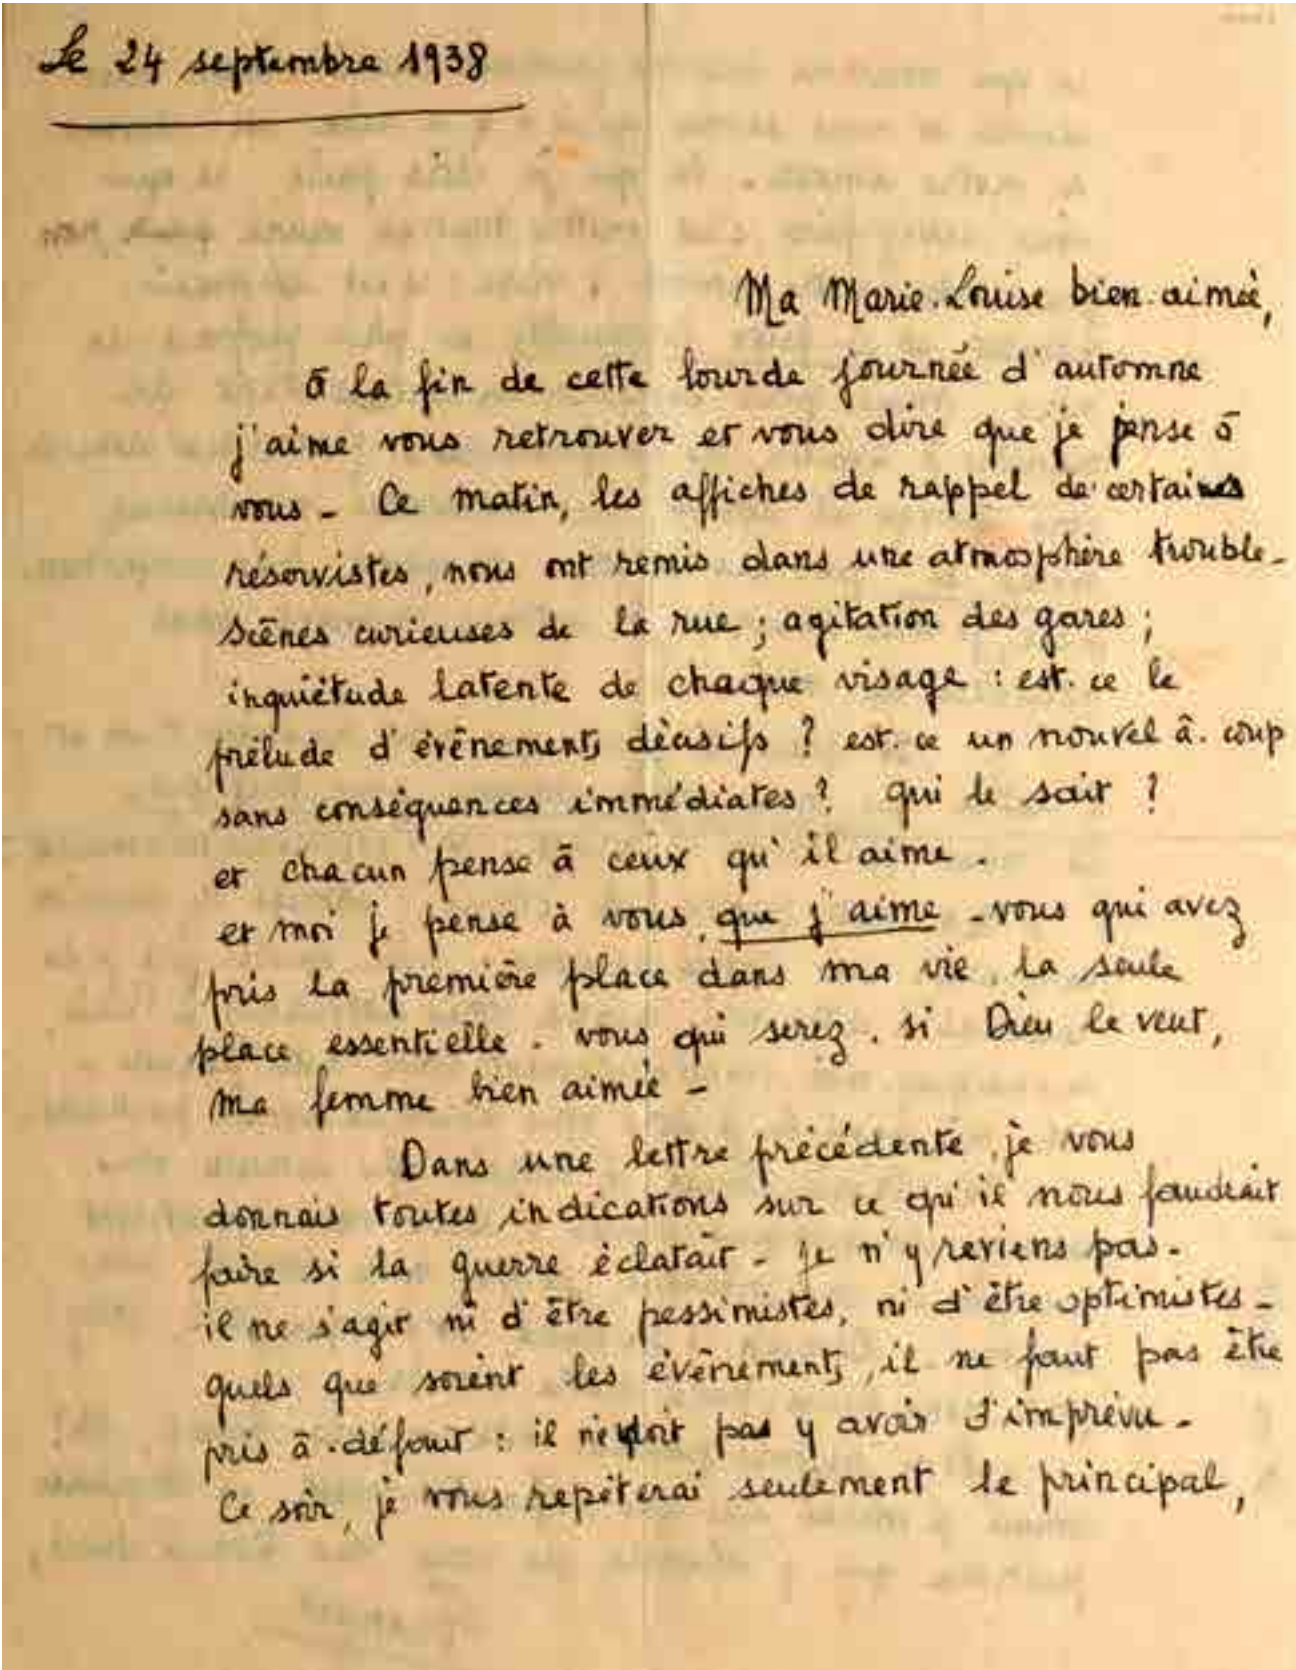 Le 24 septembre 1938
Ma Marie-Louise bien-aimée,
à la fin de cette lourde journée d'automne
j'aime vous retrouver et vous dire que je pense à
vous - Ce matin, les affiches de rappel de certaines
réservistes, nous ont remis dans une atmosphère trouble -
Scènes curieuses de la rue ; agitation des gares ;
inquiétude latente de chaque visage : est-ce le
prélude d'événements décisifs ? est-ce un nouvel à-coup
sans conséquences immédiates ? qui le sait ?
et chacun pense à ceux qu'il aime.
et moi je pense à vous, que j'aime - vous qui avez
pris la première place dans ma vie, la seule
place essentielle - vous qui serez, si Dieu le veut,
ma femme bien aimée -
Dans une lettre précédente, je vous
donnais toutes indications sur ce qu'il nous faudrait
faire si la guerre éclatait - je n'y reviens pas.
il ne s'agit ni d'être pessimistes, ni d'être optimistes -
quels que soient les événements, il ne faut pas être
pris à défaut : il ne doit pas y avoir d'imprévu -
Ce soir, je vous repéterai seulement le principal,